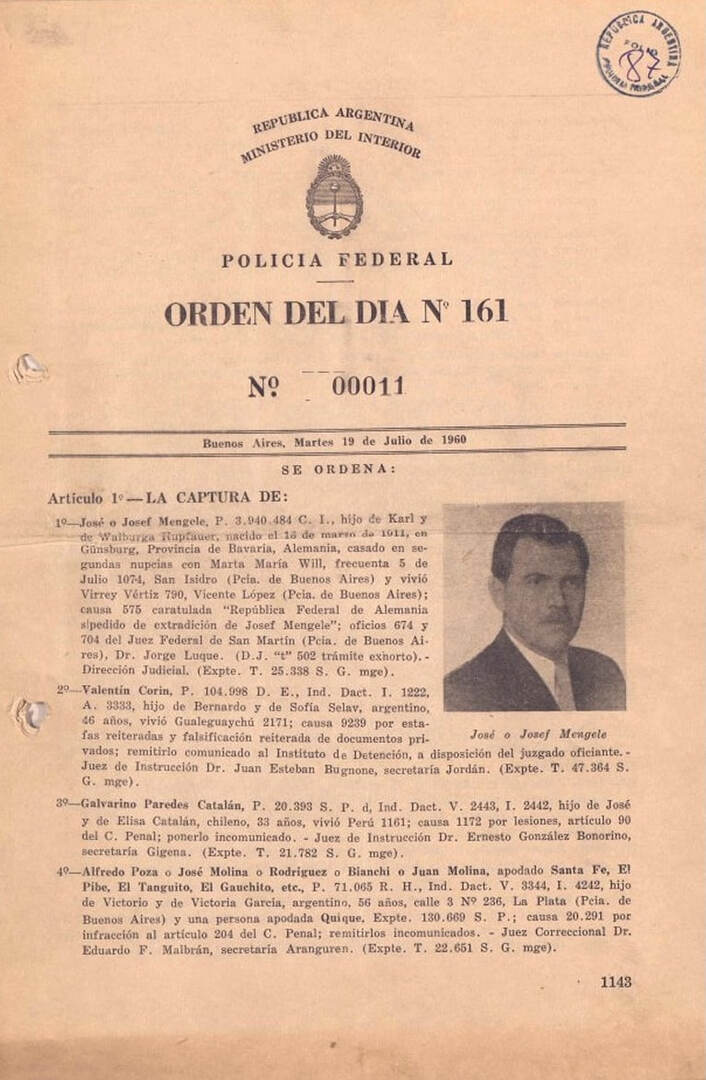 REPUBLICA ARGENTINA
FOLIO
87
REPUBLICA ARGENTINA
MINISTERIO DEL INTERIOR
POLICIA FEDERAL
ORDEN DEL DIA Nº 161
Nº 00011
Buenos Aires, Martes 19 de Julio de 1960
SE ORDENA:
Artículo 1º — LA CAPTURA DE:
1º—José o Josef Mengele, P. 3.940.484 C. I., hijo de Karl y
de Walburga Hupfauer, nacido el 16 de marzo de 1911, en
Günsburg, Provincia de Bavaria, Alemania, casado en se-
gundas nupcias con Marta María Will, frecuenta 5 de
Julio 1074, San Isidro (Pcia. de Buenos Aires) y vivió
Virrey Vértiz 790, Vicente López (Pcia. de Buenos Aires);
causa 575 caratulada “República Federal de Alemania
s/pedido de extradición de Josef Mengele”; oficios 674 y
704 del Juez Federal de San Martín (Pcia. de Buenos Ai-
res), Dr. Jorge Luque. (D.J. “t” 502 trámite exhorto). -
Dirección Judicial. (Expte. T. 25.338 S. G. mge).
José o Josef Mengele
2º—Valentín Corin, P. 104.998 D. E., Ind. Dact. I. 1222,
A. 3333, hijo de Bernardo y de Sofía Selav, argentino,
46 años, vivió Gualeguaychú 2171; causa 9239 por esta-
fas reiteradas y falsificación reiterada de documentos pri-
vados; remitirlo comunicado al Instituto de Detención, a disposición del juzgado oficiante. -
Juez de Instrucción Dr. Juan Esteban Bugnone, secretaría Jordán. (Expte. T. 47.364 S.
G. mge).
3º—Galvarino Paredes Catalán, P. 20.393 S. P. d, Ind. Dact. V. 2443, I. 2442, hijo de José
y de Elisa Catalán, chileno, 33 años, vivió Perú 1161; causa 1172 por lesiones, artículo 90
del C. Penal; ponerlo incomunicado. - Juez de Instrucción Dr. Ernesto González Bonorino,
secretaría Gigena. (Expte. T. 21.782 S. G. mge).
4º—Alfredo Poza o José Molina o Rodríguez o Bianchi o Juan Molina, apodado Santa Fe, El
Pibe, El Tanguito, El Gauchito, etc., P. 71.065 R. H., Ind. Dact. V. 3344, I. 4242, hijo
de Victorio y de Victoria García, argentino, 56 años, calle 3 Nº 236, La Plata (Pcia. de
Buenos Aires) y una persona apodada Quique, Expte. 130.669 S. P.; causa 20.291 por
infracción al artículo 204 del C. Penal; remitirlos incomunicados. - Juez Correccional Dr.
Eduardo F. Malbrán, secretaría Aranguren. (Expte. T. 22.651 S. G. mge).
1143